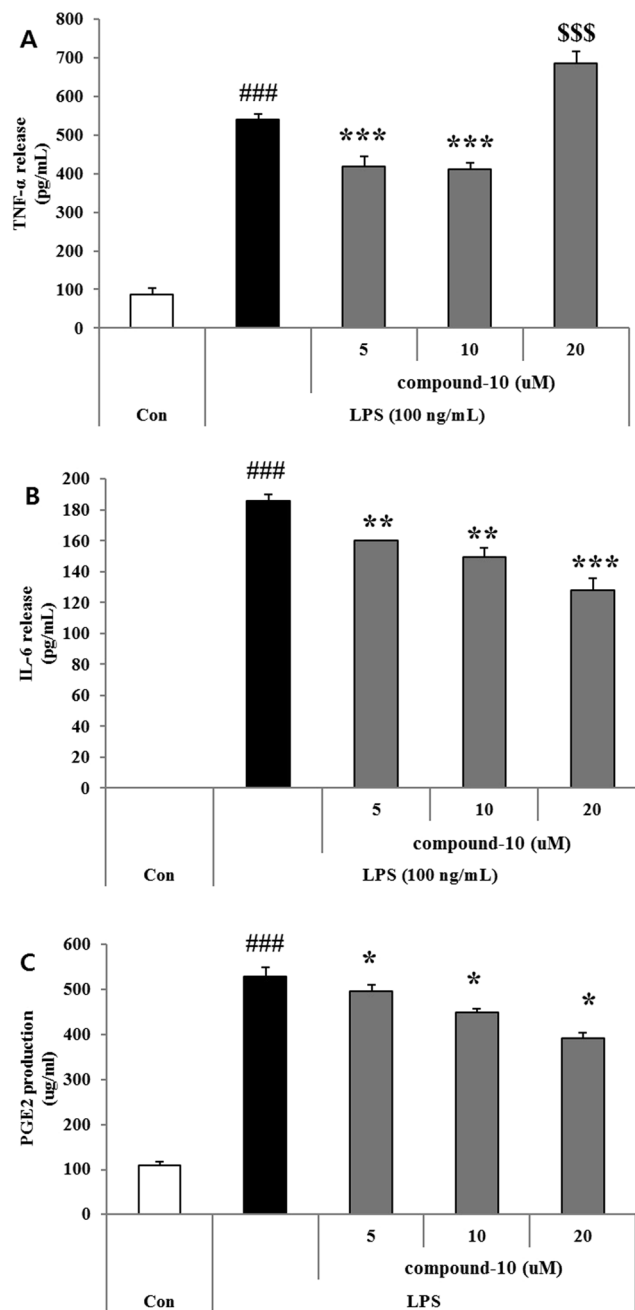 A
TNF-α release
(pg/mL)
800
700
600
500
400
300
200
100
0
###
***
***
$$$
5 10 20
compound-10 (uM)
Con LPS (100 ng/mL)
B
IL-6 release
(pg/mL)
200
180
160
140
120
100
80
60
40
20
0
###
**
**
***
5 10 20
compound-10 (uM)
Con LPS (100 ng/mL)
C
PGE2 production
(ug/ml)
600
500
400
300
200
100
0
###
*
*
*
5 10 20
compound-10 (uM)
Con LPS